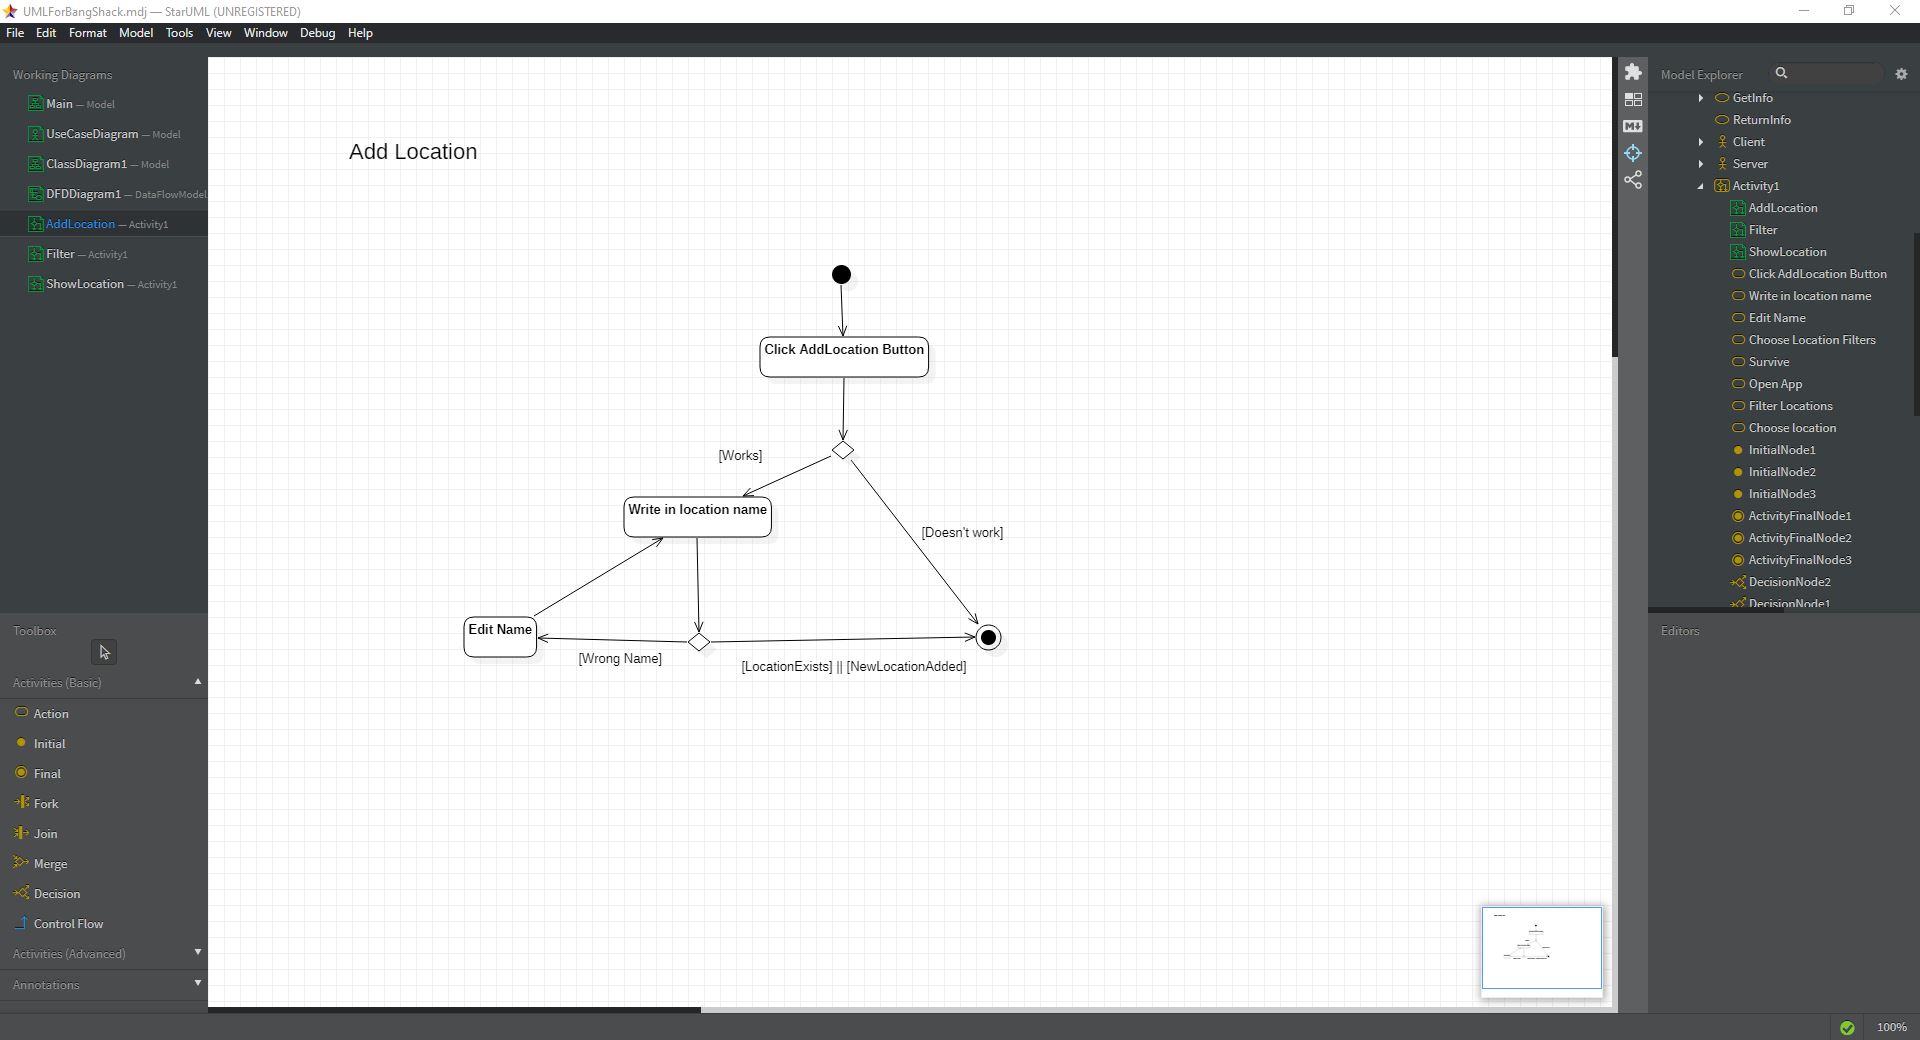 UMLForBangShack.mdj — StarUML (UNREGISTERED)
File Edit Format Model Tools View Window Debug Help
Working Diagrams
Main — Model
UseCaseDiagram — Model
ClassDiagram1 — Model
DFDDiagram1 — DataFlowModel
AddLocation — Activity1
Filter — Activity1
ShowLocation — Activity1
Toolbox
Activities (Basic)
Action
Initial
Final
Fork
Join
Merge
Decision
Control Flow
Activities (Advanced)
Annotations
Add Location
Click AddLocation Button
[Works]
Write in location name
[Doesn't work]
Edit Name
[Wrong Name]
[LocationExists] || [NewLocationAdded]
M
Model Explorer
GetInfo
ReturnInfo
Client
Server
Activity1
AddLocation
Filter
ShowLocation
Click AddLocation Button
Write in location name
Edit Name
Choose Location Filters
Survive
Open App
Filter Locations
Choose location
InitialNode1
InitialNode2
InitialNode3
ActivityFinalNode1
ActivityFinalNode2
ActivityFinalNode3
DecisionNode2
DecisionNode1
Editors
100%